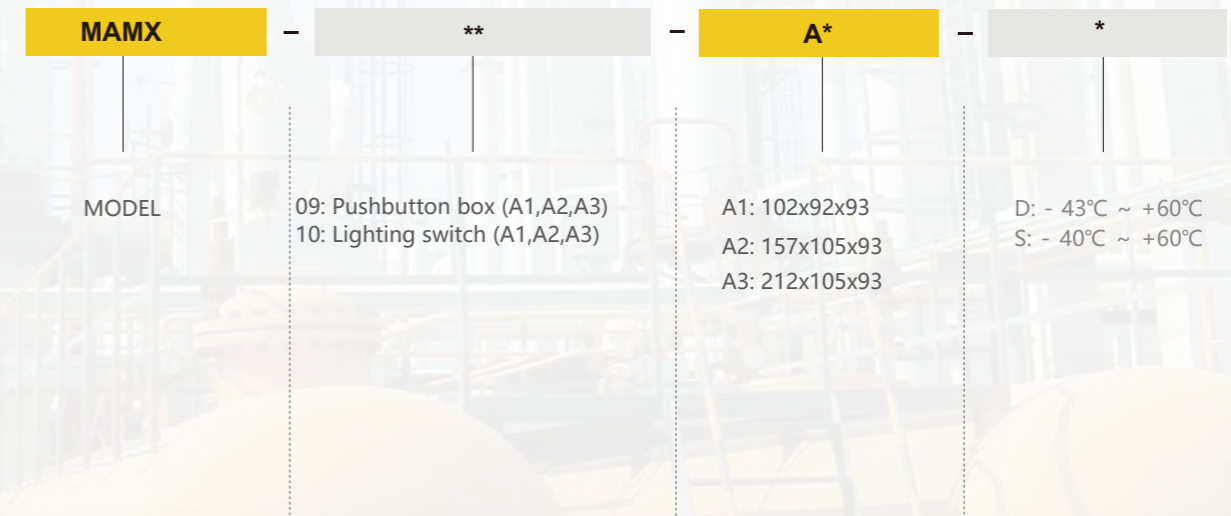 MAMX – ** – A* – *
MODEL
09: Pushbutton box (A1,A2,A3)
10: Lighting switch (A1,A2,A3)
A1: 102x92x93
A2: 157x105x93
A3: 212x105x93
D: - 43℃ ~ +60℃
S: - 40℃ ~ +60℃